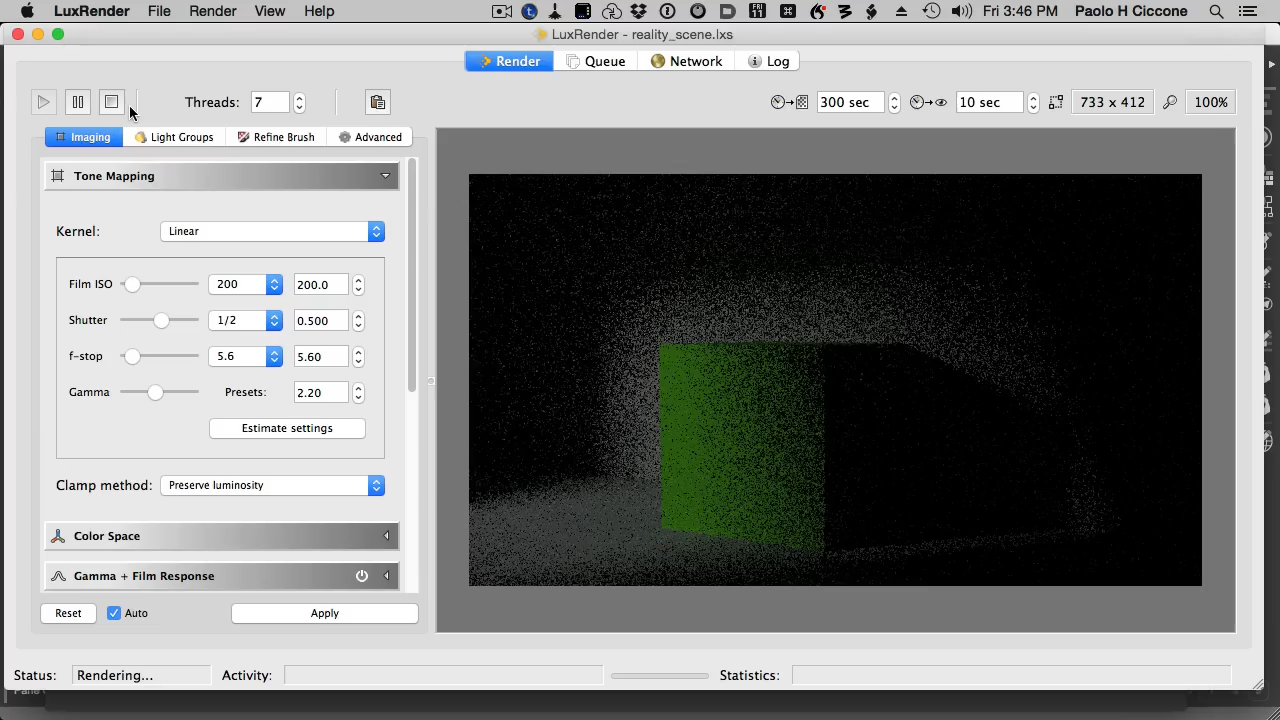 LuxRender File Render View Help Fri 3:46 PM Paolo H Ciccone
LuxRender - reality_scene.lxs
Render Queue Network Log
Threads: 7 300 sec 10 sec 733 x 412 100%
Imaging Light Groups Refine Brush Advanced
Tone Mapping
Kernel: Linear
Film ISO 200 200.0
Shutter 1/2 0.500
f-stop 5.6 5.60
Gamma Presets: 2.20
Estimate settings
Clamp method: Preserve luminosity
Color Space
Gamma + Film Response
Reset Auto Apply
Status: Rendering... Activity: Statistics: